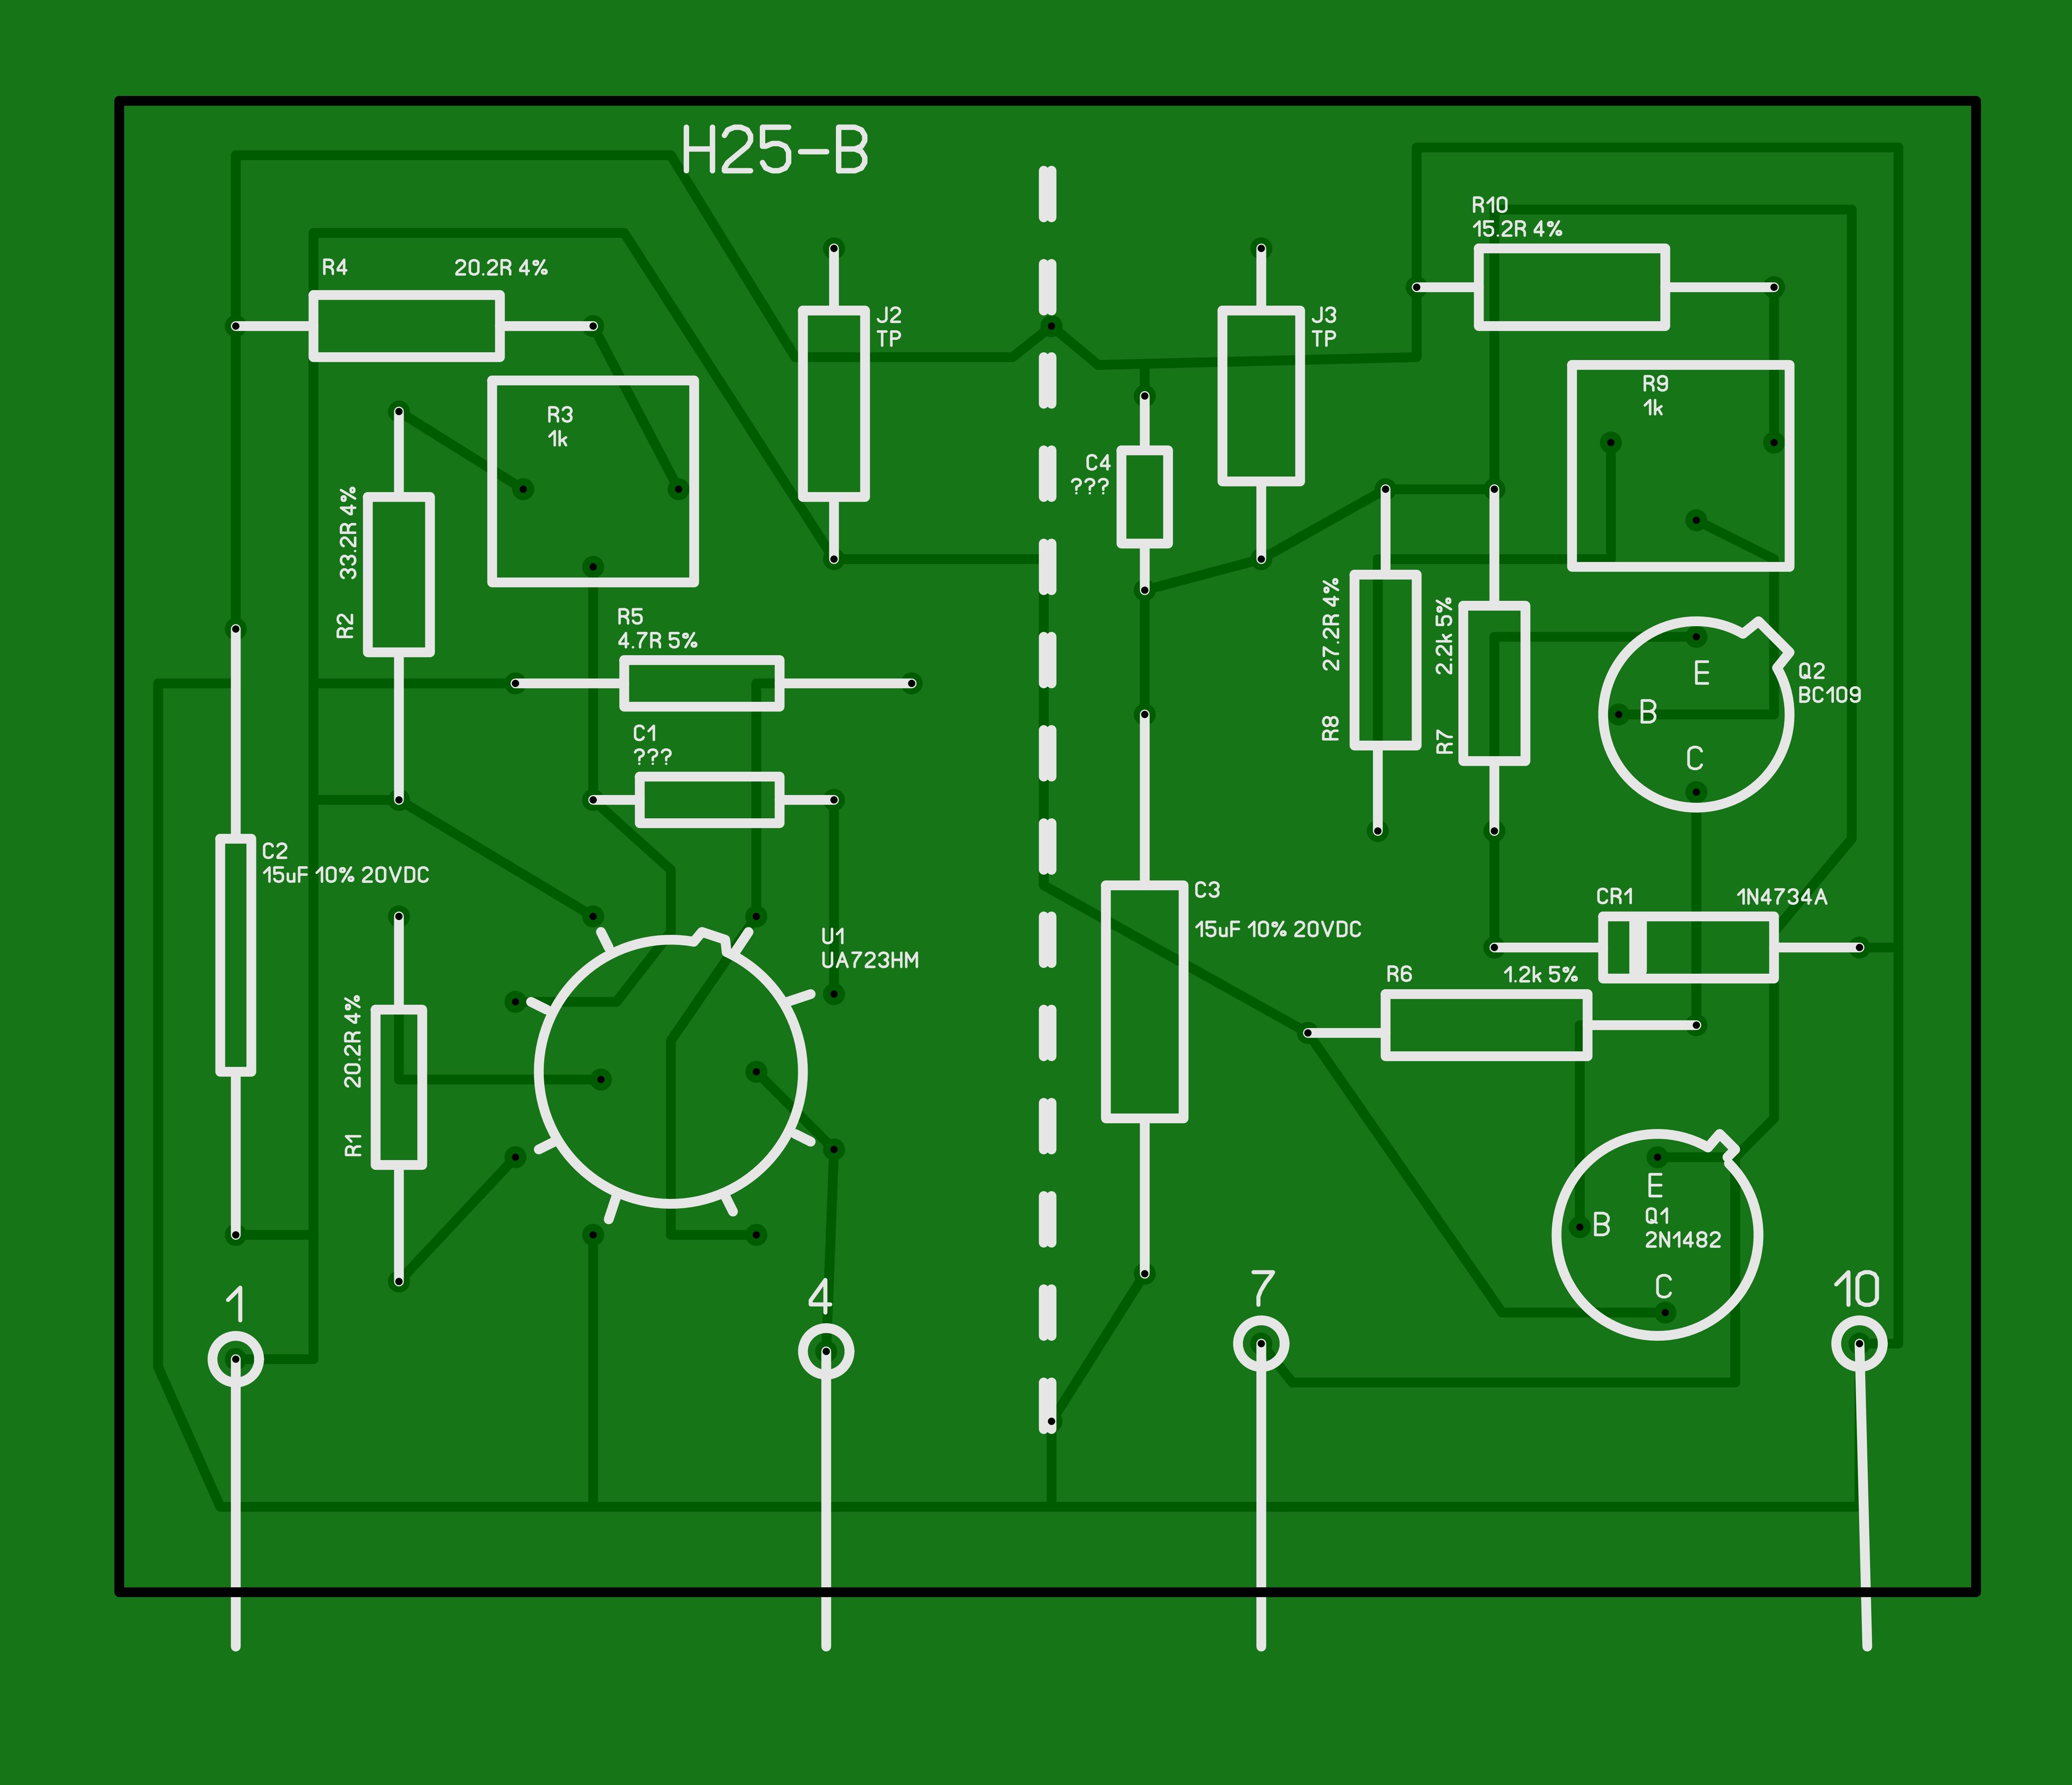 H25-B
R10
15.2R 4%
R4 20.2R 4%
J2
TP
J3
TP
R9
1k
R3
1k
C4
???
R2 33.2R 4%
R5
4.7R 5%
R8 27.2R 4%
R7 2.2k 5%
E
B
C
Q2
BC109
C1
???
C2
15uF 10% 20VDC
C3
15uF 10% 20VDC
CR1 1N4734A
U1
UA723HM
R6 1.2k 5%
R1 20.2R 4%
E
B
Q1
2N1482
C
1
4
7
10